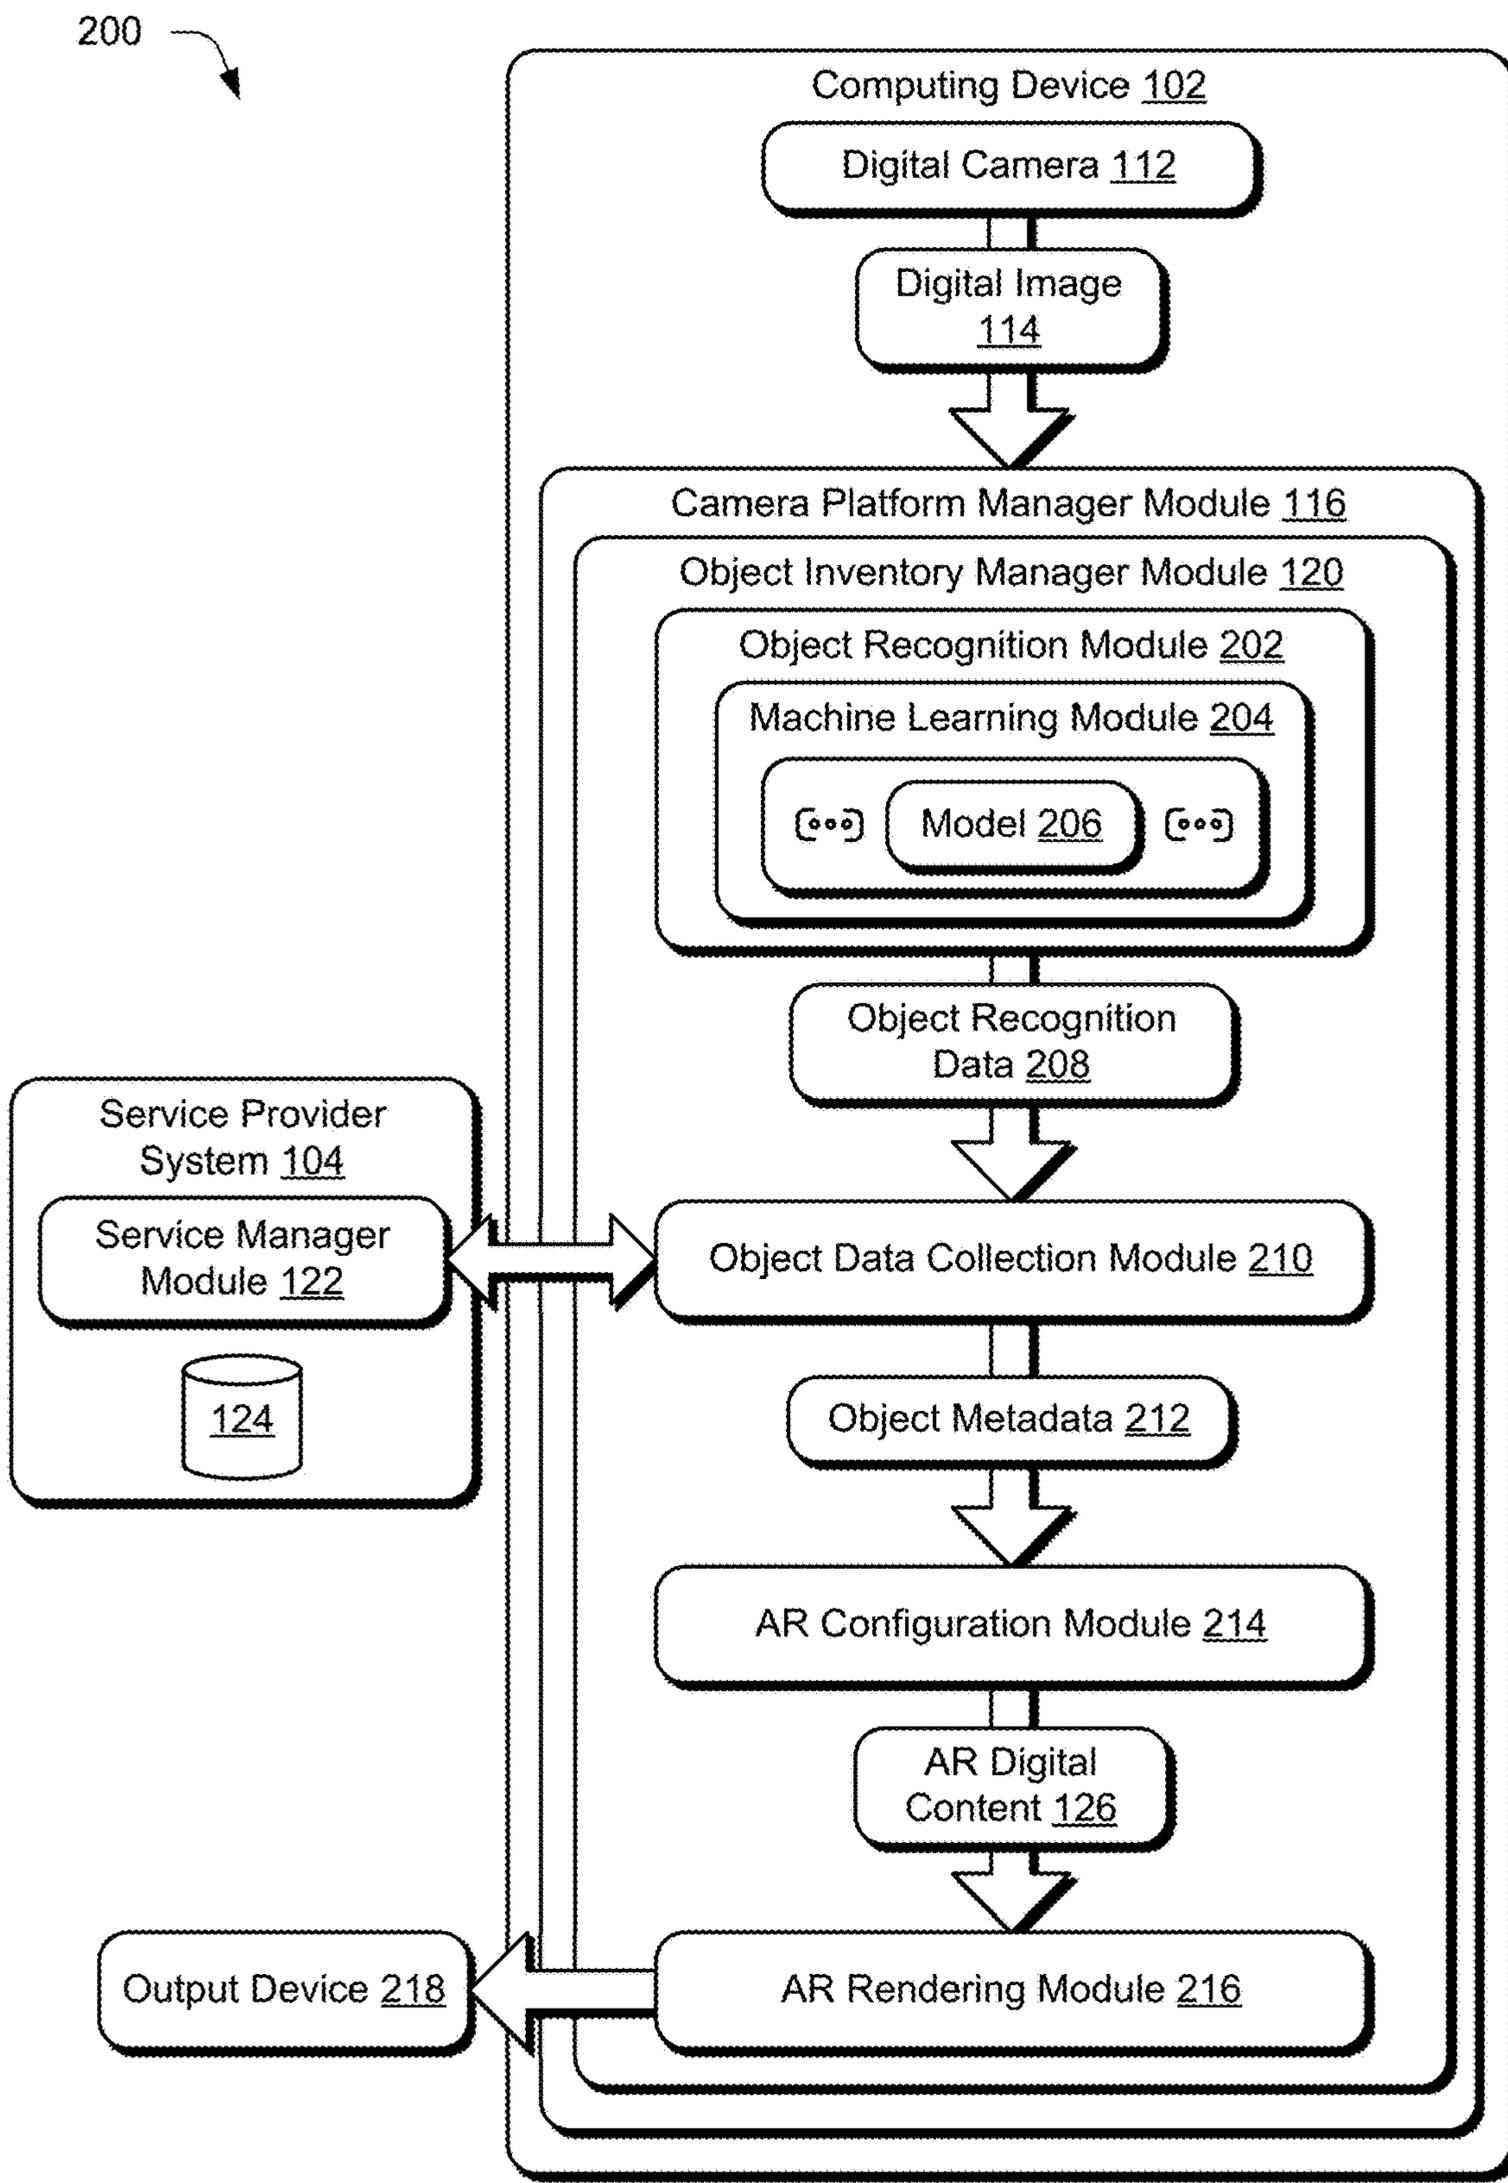 200
Computing Device 102
Digital Camera 112
Digital Image
114
Camera Platform Manager Module 116
Object Inventory Manager Module 120
Object Recognition Module 202
Machine Learning Module 204
Model 206
Object Recognition
Data 208
Service Provider
System 104
Service Manager
Module 122
124
Object Data Collection Module 210
Object Metadata 212
AR Configuration Module 214
AR Digital
Content 126
Output Device 218
AR Rendering Module 216